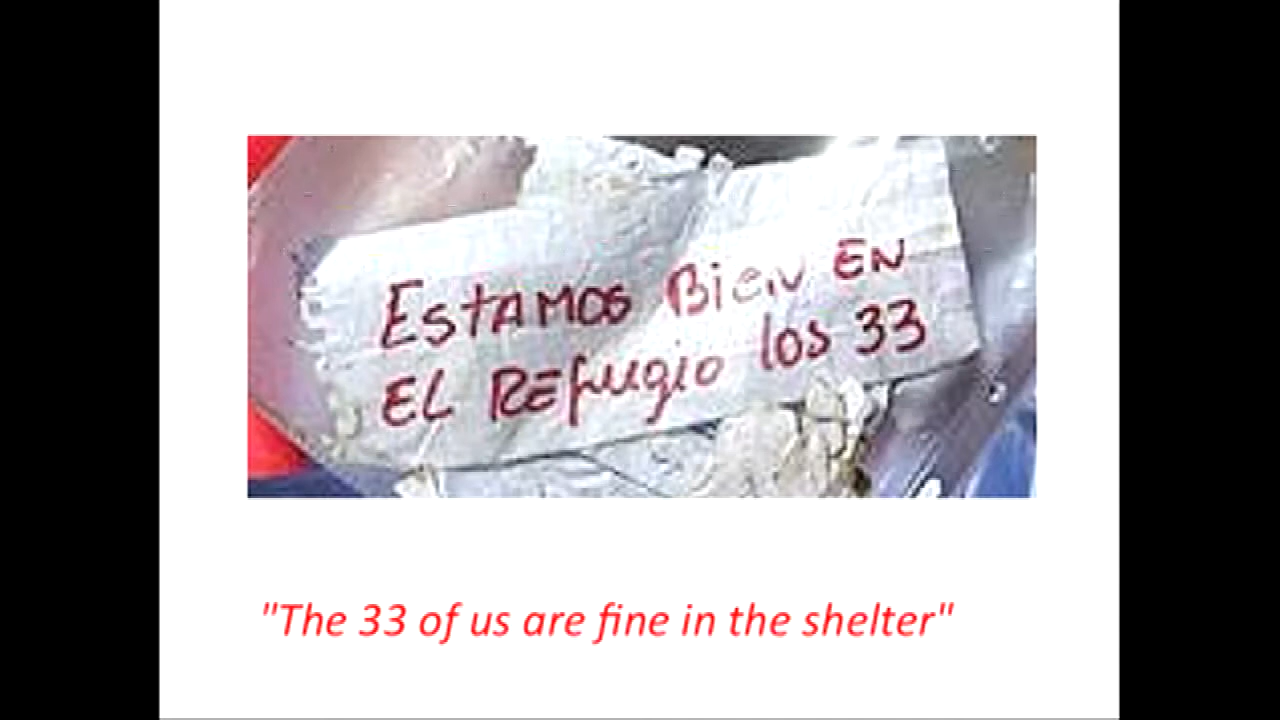 Estamos Bien En
El Refugio los 33
"The 33 of us are fine in the shelter"